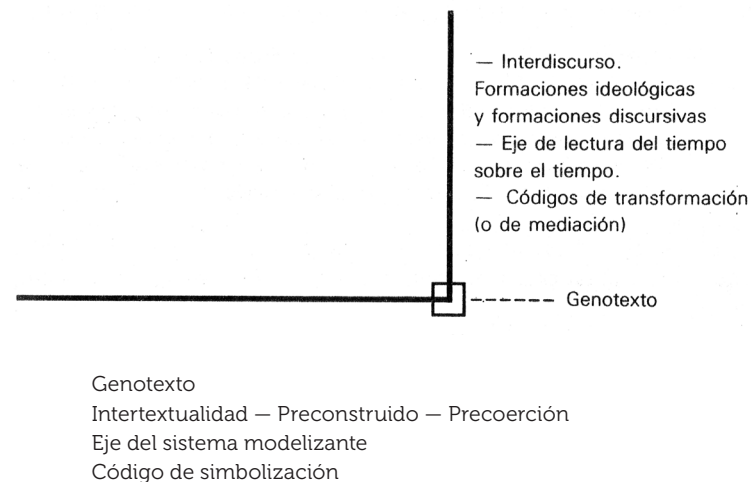 — Interdiscurso.
Formaciones ideológicas
y formaciones discursivas
— Eje de lectura del tiempo
sobre el tiempo.
— Códigos de transformación
(o de mediación)
Genotexto
Genotexto
Intertextualidad — Preconstruido — Precoerción
Eje del sistema modelizante
Código de simbolización